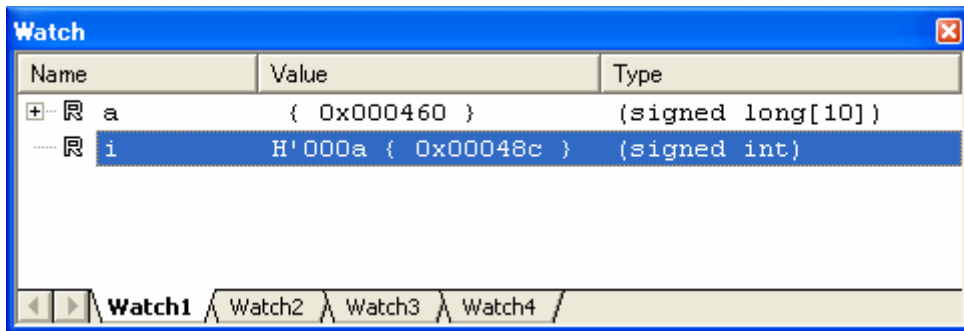 Watch
Name Value Type
R a { 0x000460 } (signed long[10])
R i H'000a { 0x00048c } (signed int)
Watch1 Watch2 Watch3 Watch4